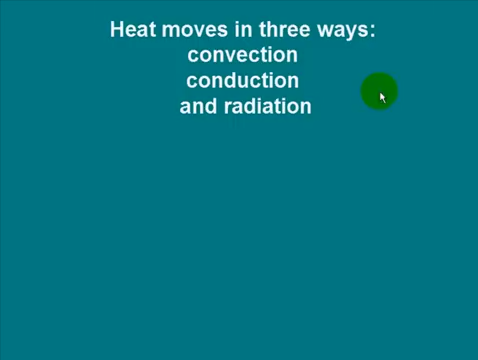 Heat moves in three ways:
convection
conduction
and radiation